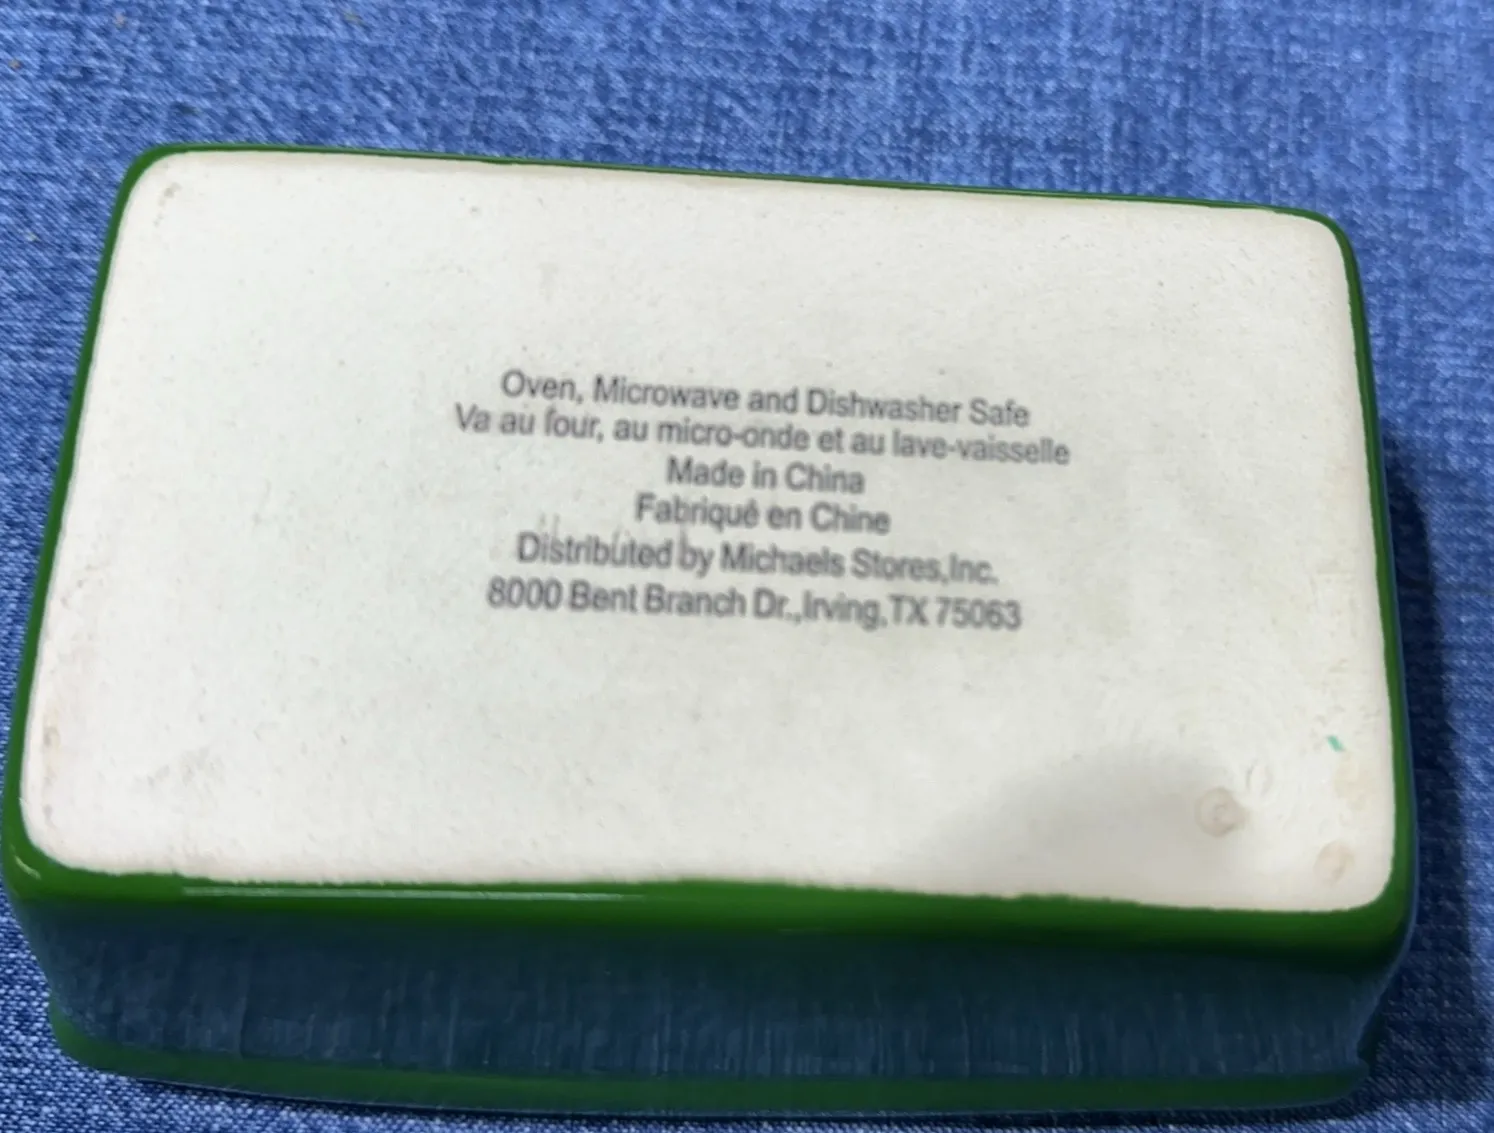 Oven, Microwave and Dishwasher Safe
Va au four, au micro-onde et au lave-vaisselle
Made in China
Fabriqué en Chine
Distributed by Michaels Stores,Inc.
8000 Bent Branch Dr.,Irving,TX 75063